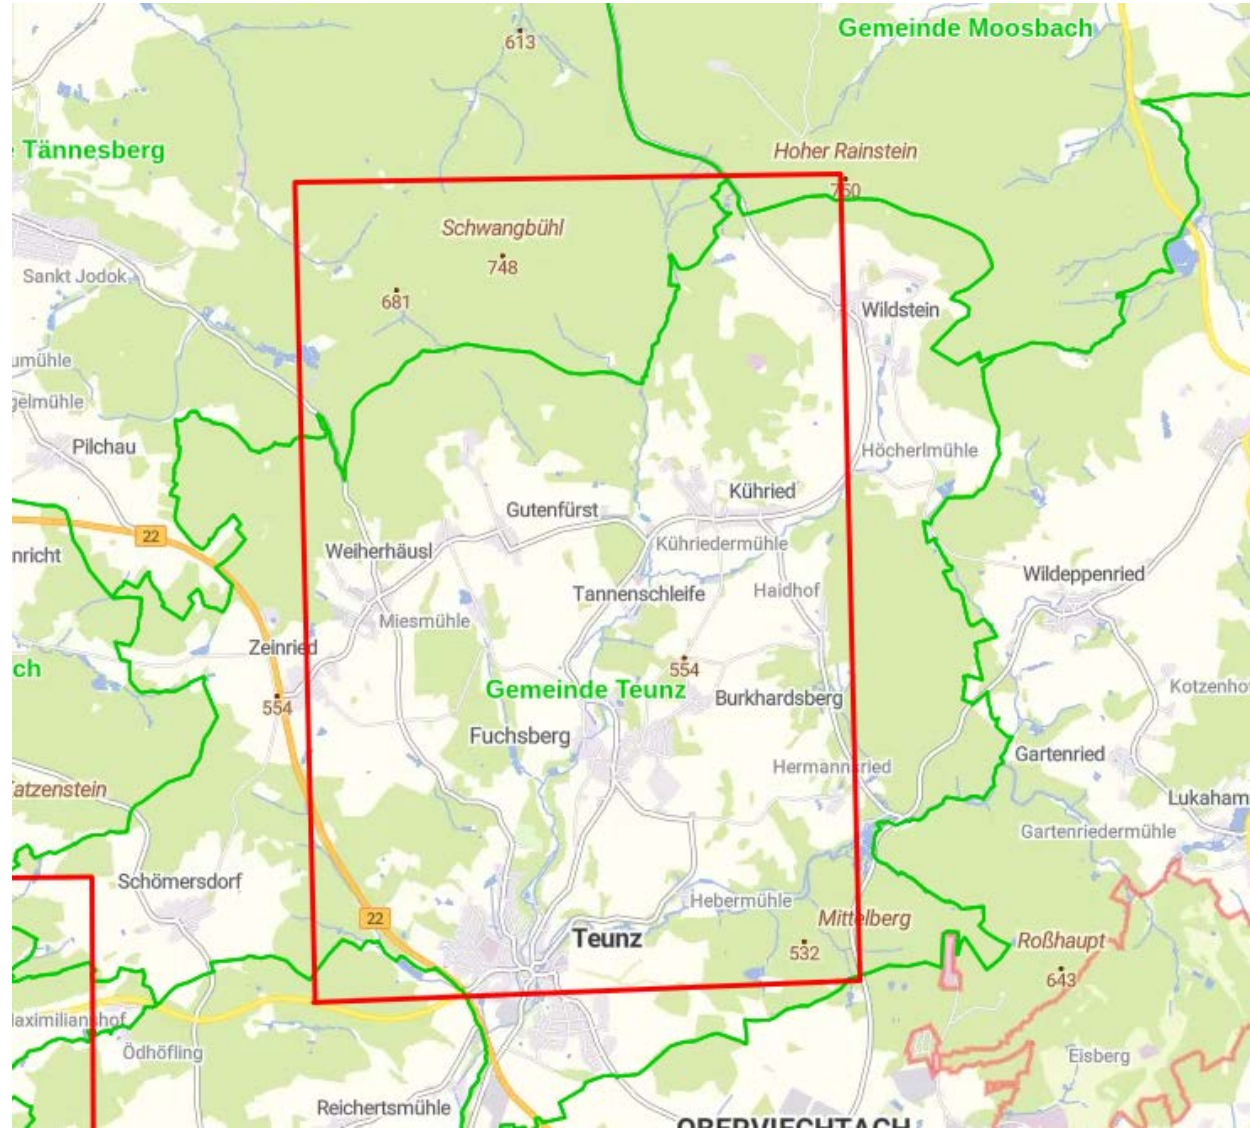 Gemeinde Moosbach
613
Tännesberg
Hoher Rainstein
750
Schwangbühl
748
Sankt Jodok
681
Wildstein
umühle
gelmühle
Pilchau
Höcherlmühle
Kühried
Gutenfürst
22
Kühriedermühle
nricht
Weiherhäusl
Wildeppenried
Tannenschleife
Haidhof
Miesmühle
Zeinried
554
ch
Gemeinde Teunz
Kotzenhof
Burkhardsberg
554
Fuchsberg
Gartenried
Hermannsried
atzenstein
Lukaham
Gartenriedermühle
Schömersdorf
Hebermühle
22
Mittelberg
Teunz
Roßhaupt
532
643
aximilianshof
Ödhöfling
Eisberg
Reichertsmühle
OBERVIECHTACH